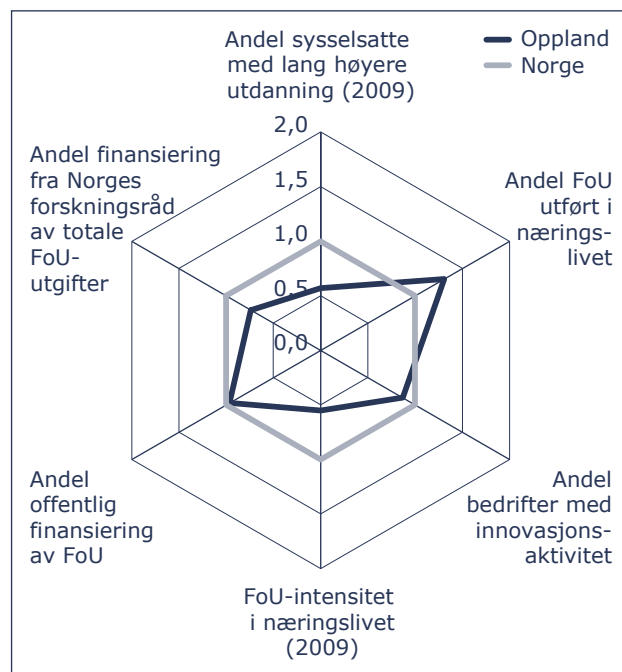 Andel sysselsatte
med lang høyere
utdanning (2009)
Oppland
Norge
2,0
1,5
1,0
0,5
0,0
Andel FoU
utført i
nærings-
livet
Andel
bedrifter med
innovasjons-
aktivitet
FoU-intensitet
i næringslivet
(2009)
Andel
offentlig
finansiering
av FoU
Andel finansiering
fra Norges
forskningsråd
av totale
FoU-
utgifter